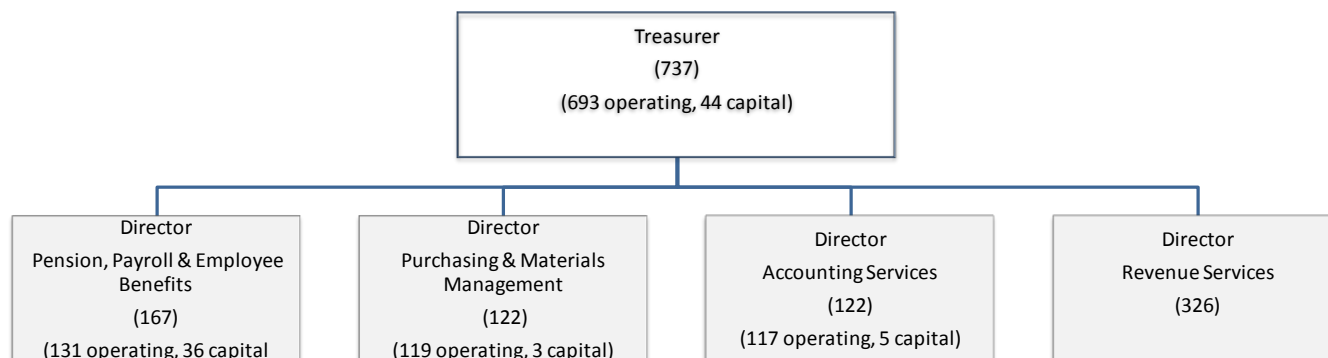 Treasurer
(737)
(693 operating, 44 capital)
Director
Pension, Payroll & Employee
Benefits
(167)
(131 operating, 36 capital
Director
Purchasing & Materials
Management
(122)
(119 operating, 3 capital)
Director
Accounting Services
(122)
(117 operating, 5 capital)
Director
Revenue Services
(326)